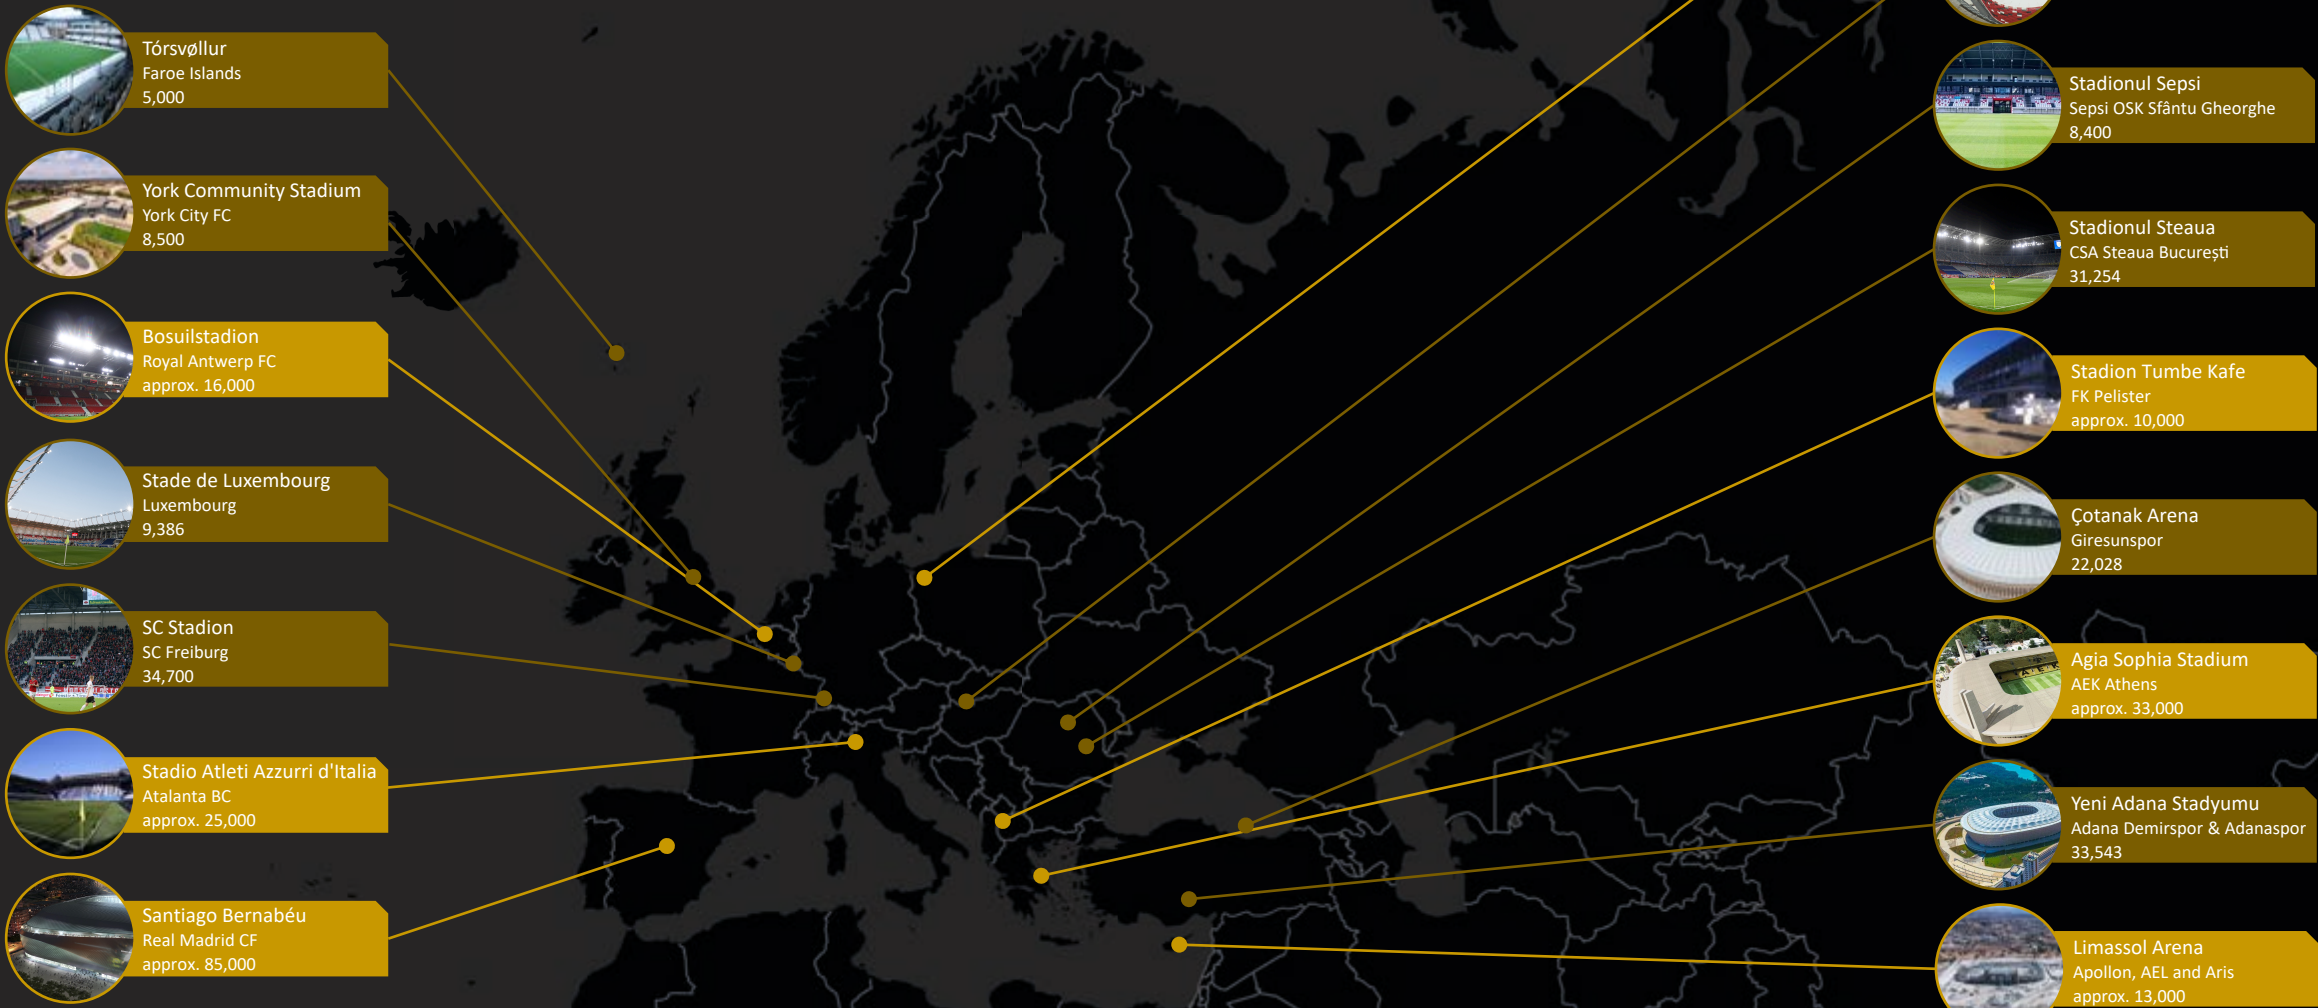 Tórsvøllur
Faroe Islands
5,000
York Community Stadium
York City FC
8,500
Bosuilstadion
Royal Antwerp FC
approx. 16,000
Stade de Luxembourg
Luxembourg
9,386
SC Stadion
SC Freiburg
34,700
Stadio Atleti Azzurri d'Italia
Atalanta BC
approx. 25,000
Santiago Bernabéu
Real Madrid CF
approx. 85,000
Stadionul Sepsi
Sepsi OSK Sfântu Gheorghe
8,400
Stadionul Steaua
CSA Steaua București
31,254
Stadion Tumbe Kafe
FK Pelister
approx. 10,000
Çotanak Arena
Giresunspor
22,028
Agia Sophia Stadium
AEK Athens
approx. 33,000
Yeni Adana Stadyumu
Adana Demirspor & Adanaspor
33,543
Limassol Arena
Apollon, AEL and Aris
approx. 13,000